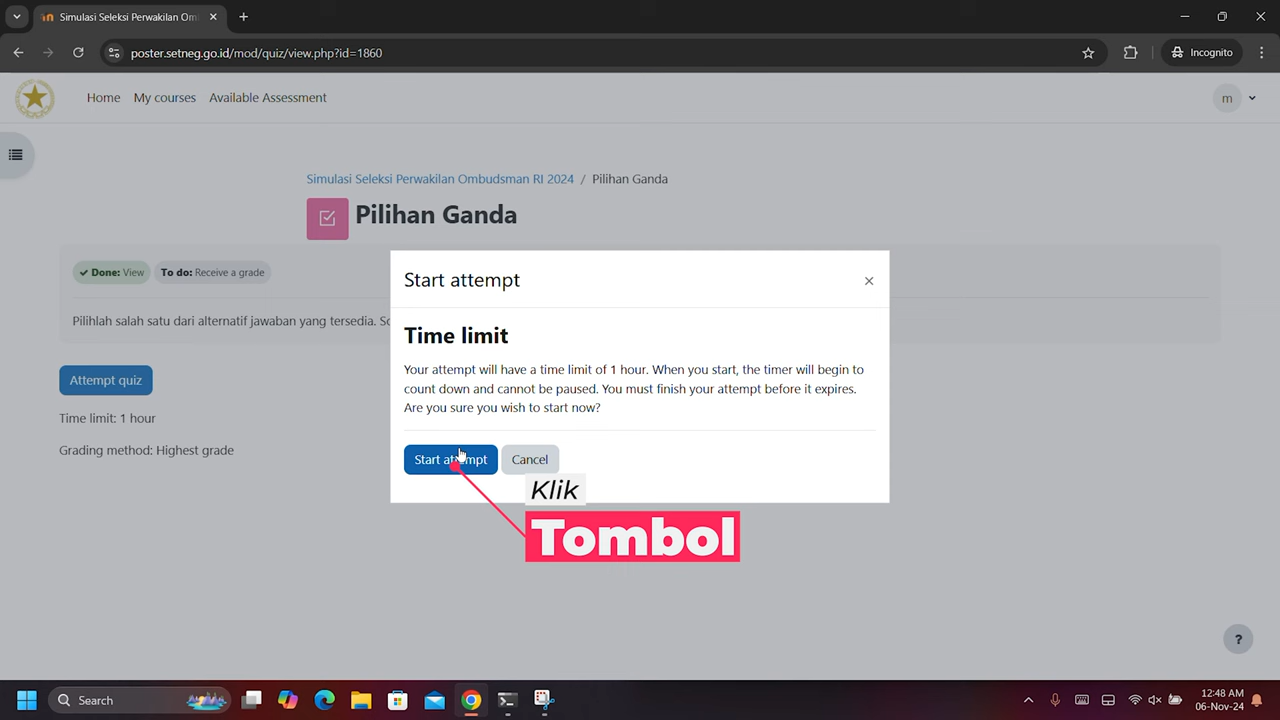 Simulasi Seleksi Perwakilan Om
poster.setneg.go.id/mod/quiz/view.php?id=1860
Incognito
Home My courses Available Assessment
m
Simulasi Seleksi Perwakilan Ombudsman RI 2024 / Pilihan Ganda
Pilihan Ganda
Done: View To do: Receive a grade
Pilihlah salah satu dari alternatif jawaban yang tersedia.
Attempt quiz
Time limit: 1 hour
Grading method: Highest grade
Start attempt
Time limit
Your attempt will have a time limit of 1 hour. When you start, the timer will begin to
count down and cannot be paused. You must finish your attempt before it expires.
Are you sure you wish to start now?
Start attempt Cancel
Klik
Tombol
?
Search
12:48 AM
06-Nov-24